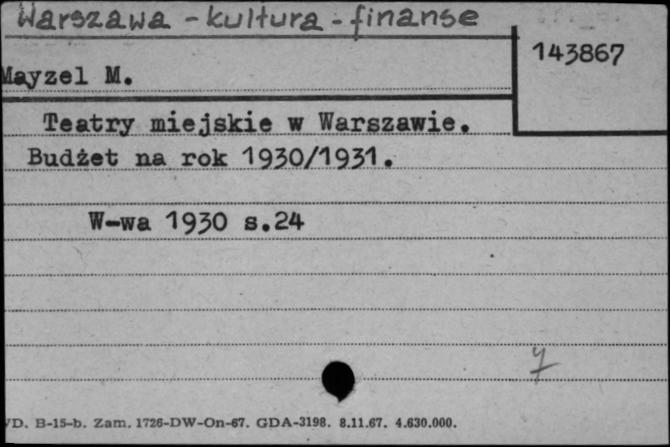 Warszawa - kultura - finanse
143867
Mayzel M.
Teatry miejskie w Warszawie.
Budżet na rok 1930/1931.
W-wa 1930 s.24
D. B-15-b. Zam. 1726-DW-On-67. GDA-3198. 8.11.67. 4.630.000.